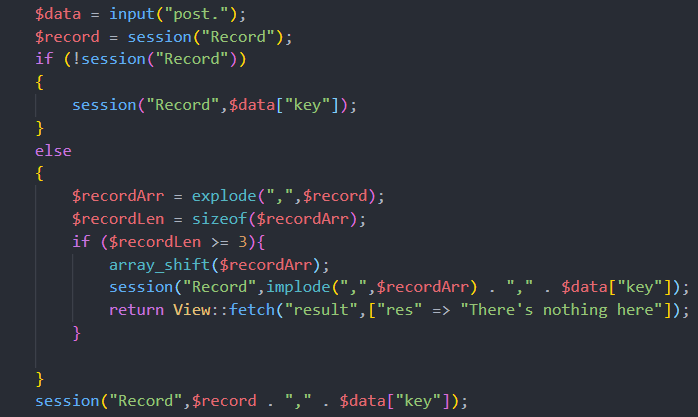 $data = input("post.");
$record = session("Record");
if (!session("Record"))
{
session("Record",$data["key"]);
}
else
{
$recordArr = explode(",",$record);
$recordLen = sizeof($recordArr);
if ($recordLen >= 3){
array_shift($recordArr);
session("Record",implode(",",$recordArr) . "," . $data["key"]);
return View::fetch("result",["res" => "There's nothing here"]);
}
}
session("Record",$record . "," . $data["key"]);